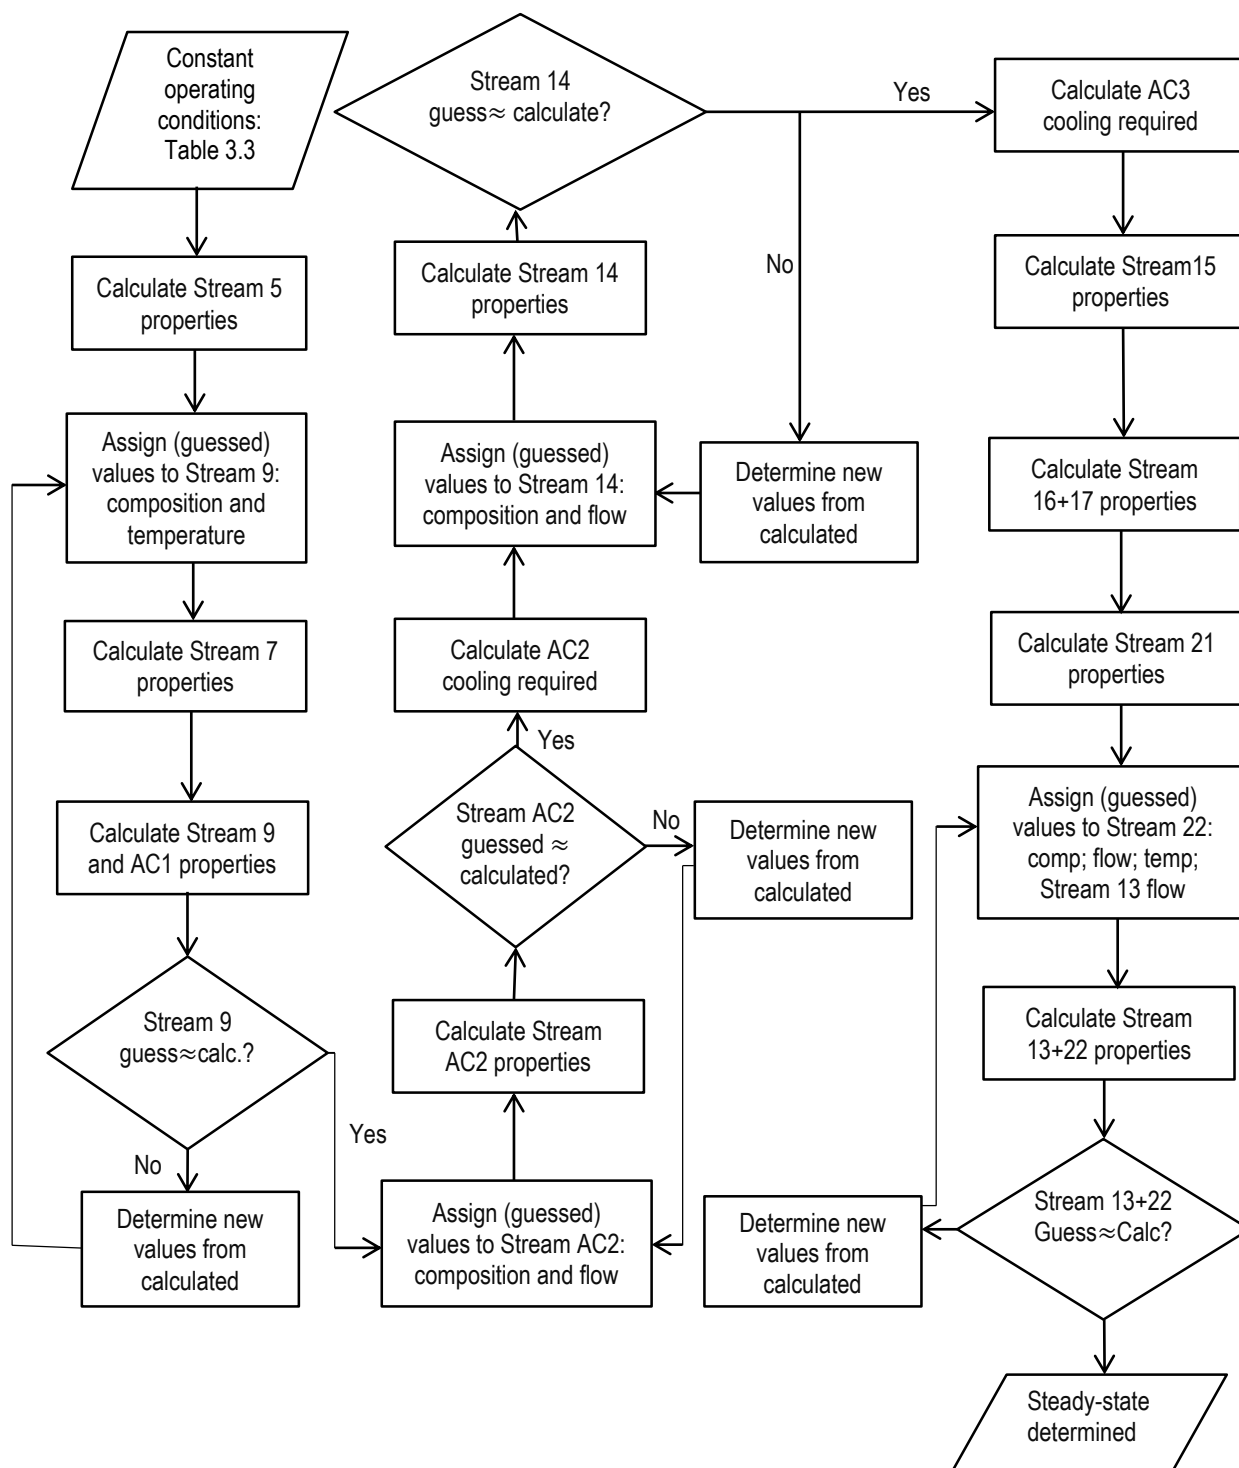 Constant
operating
conditions:
Table 3.3
Calculate Stream 5
properties
Assign (guessed)
values to Stream 9:
composition and
temperature
Calculate Stream 7
properties
Calculate Stream 9
and AC1 properties
Stream 9
guess≈calc.?
No
Yes
Determine new
values from
calculated
Assign (guessed)
values to Stream AC2:
composition and flow
Calculate Stream
AC2 properties
Stream AC2
guessed ≈
calculated?
No
Yes
Determine new
values from
calculated
Calculate AC2
cooling required
Assign (guessed)
values to Stream 14:
composition and flow
Calculate Stream 14
properties
Stream 14
guess≈ calculate?
No
Yes
Determine new
values from
calculated
Calculate AC3
cooling required
Calculate Stream15
properties
Calculate Stream
16+17 properties
Calculate Stream 21
properties
Assign (guessed)
values to Stream 22:
comp; flow; temp;
Stream 13 flow
Calculate Stream
13+22 properties
Stream 13+22
Guess≈Calc?
Determine new
values from
calculated
Steady-state
determined